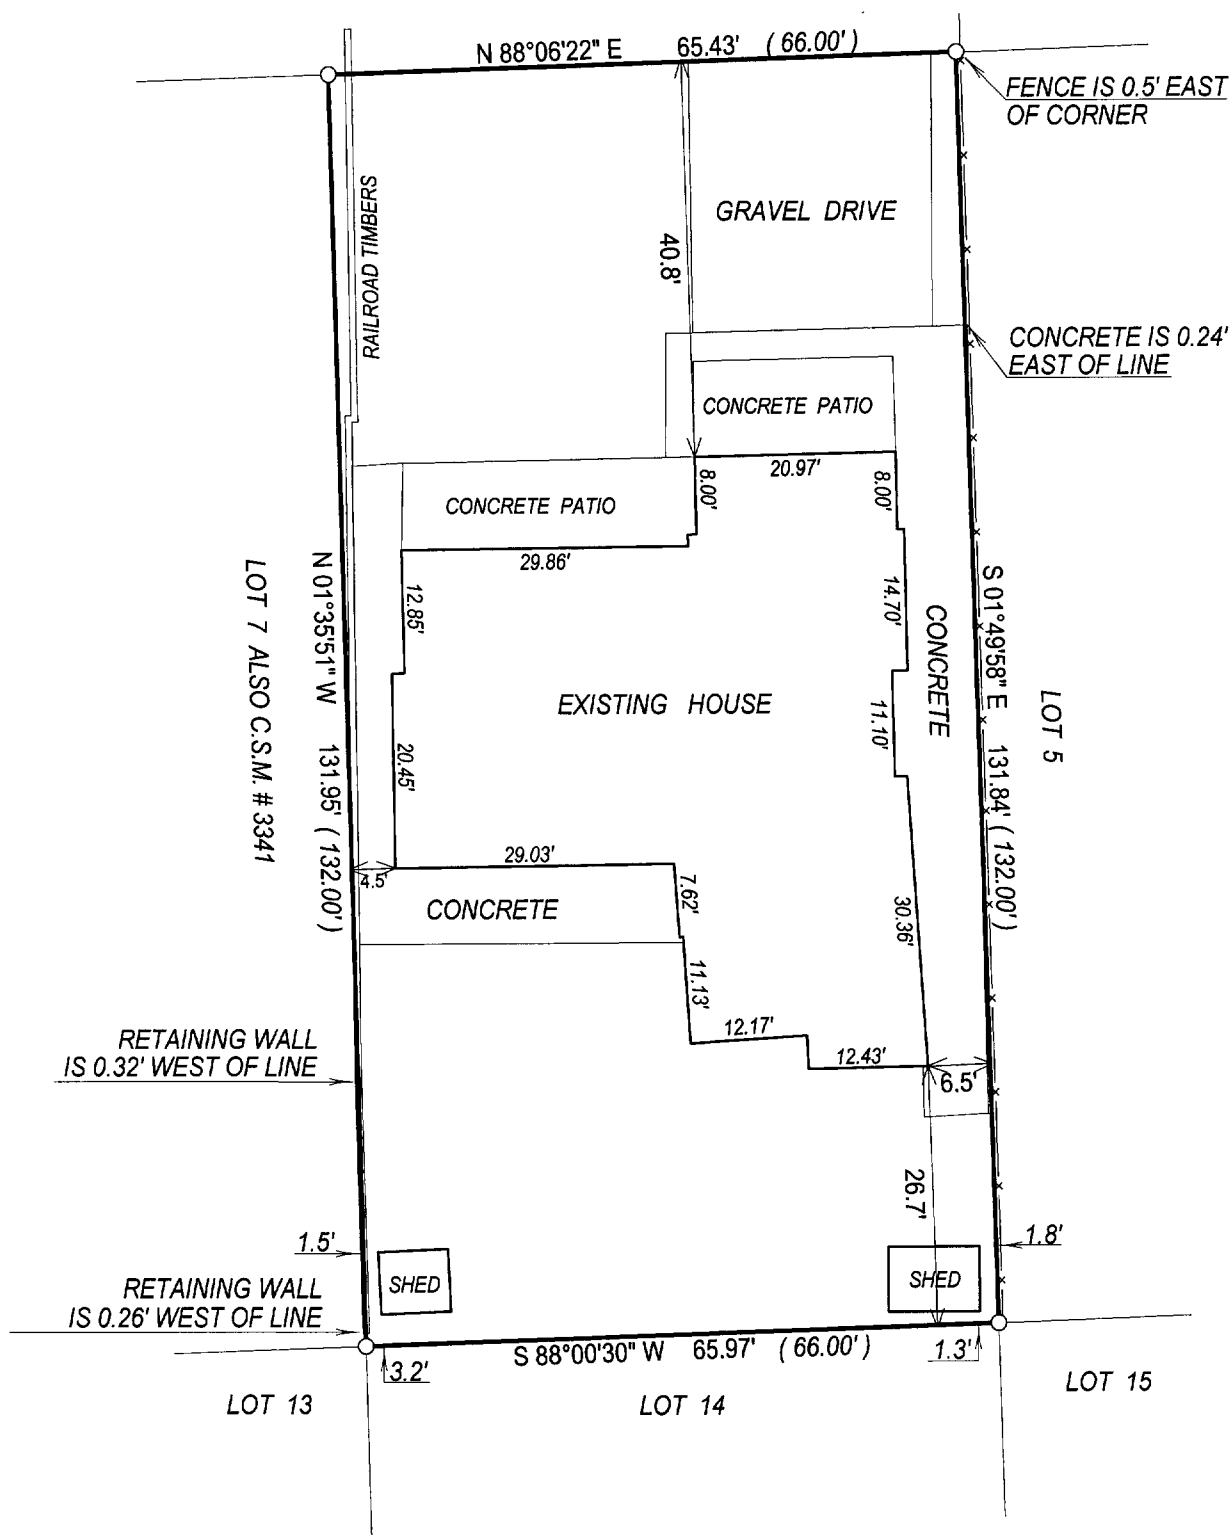 N 88°06'22" E 65.43' ( 66.00' )
FENCE IS 0.5' EAST
OF CORNER
RAILROAD TIMBERS
GRAVEL DRIVE
40.8'
CONCRETE IS 0.24'
EAST OF LINE
CONCRETE PATIO
20.97'
8.00'
8.00'
CONCRETE PATIO
29.86'
12.85'
14.70'
CONCRETE
LOT 7 ALSO C.S.M. # 3341
N 01°35'51" W 131.95' ( 132.00' )
S 01°49'58" E 131.84' ( 132.00' )
LOT 5
EXISTING HOUSE
11.10'
20.45'
29.03'
4.5'
7.62'
CONCRETE
30.36'
11.13'
12.17'
12.43'
6.5'
RETAINING WALL
IS 0.32' WEST OF LINE
26.7'
1.5'
1.8'
SHED
SHED
RETAINING WALL
IS 0.26' WEST OF LINE
S 88°00'30" W 65.97' ( 66.00' )
1.3'
3.2'
LOT 13
LOT 14
LOT 15